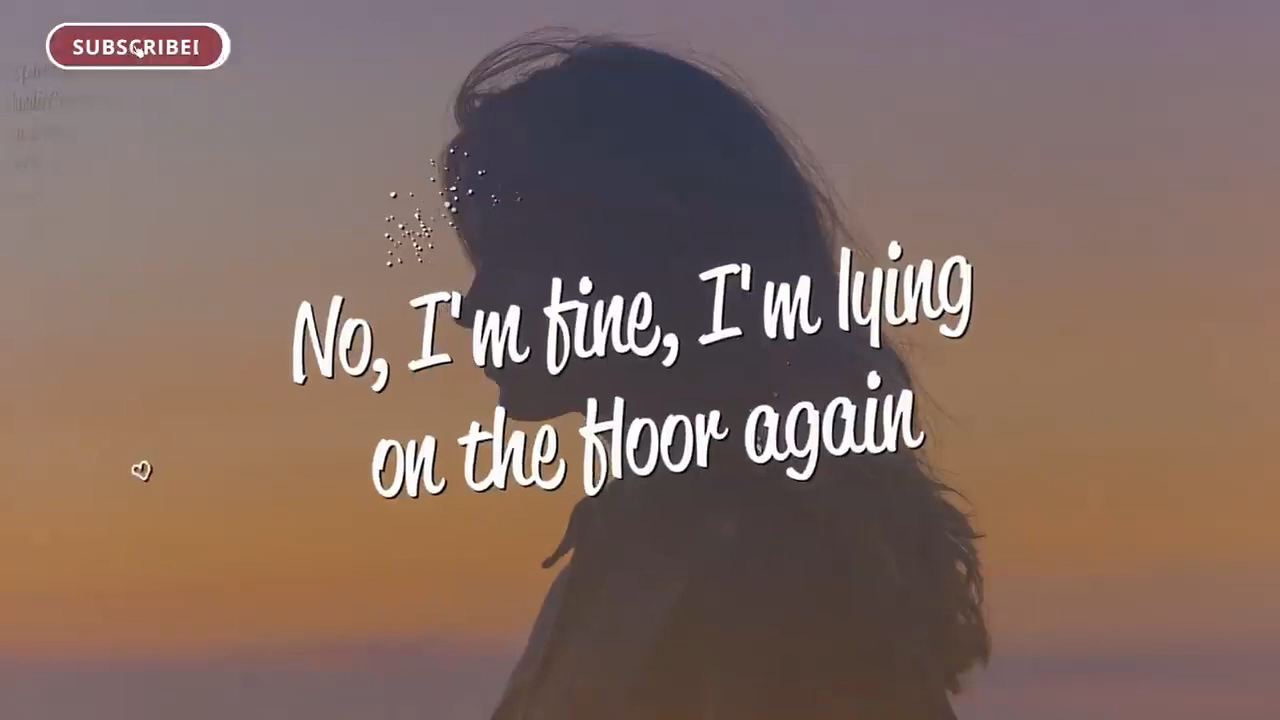 SUBSCRIBE!
No, I'm fine, I'm lying
on the floor again